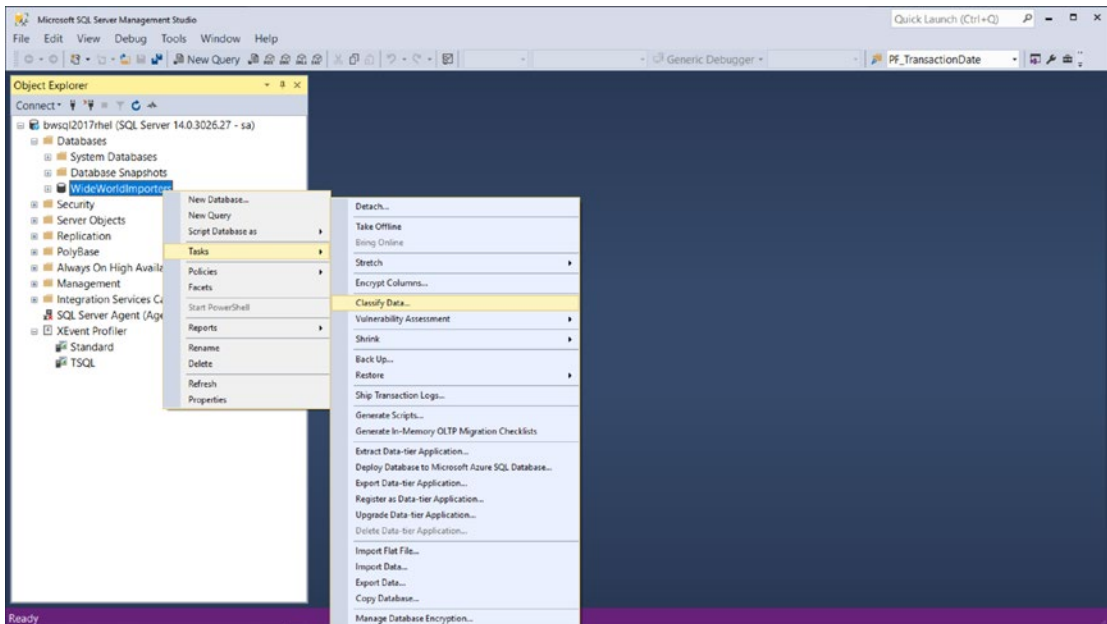 Microsoft SQL Server Management Studio
Quick Launch (Ctrl+Q)
File Edit View Debug Tools Window Help
New Query
Generic Debugger
PF_TransactionDate
Object Explorer
Connect
bwsql2017rhel (SQL Server 14.0.3026.27 - sa)
Databases
System Databases
Database Snapshots
WideWorldImporters
Security
Server Objects
Replication
PolyBase
Always On High Availa
Management
Integration Services Ca
SQL Server Agent (Age
XEvent Profiler
Standard
TSQL
New Database...
New Query
Script Database as
Tasks
Policies
Facets
Start PowerShell
Reports
Rename
Delete
Refresh
Properties
Detach...
Take Offline
Bring Online
Stretch
Encrypt Columns...
Classify Data...
Vulnerability Assessment
Shrink
Back Up...
Restore
Ship Transaction Logs...
Generate Scripts...
Generate In-Memory OLTP Migration Checklists
Extract Data-tier Application...
Deploy Database to Microsoft Azure SQL Database...
Export Data-tier Application...
Register as Data-tier Application...
Upgrade Data-tier Application...
Delete Data-tier Application...
Import Flat File...
Import Data...
Export Data...
Copy Database...
Manage Database Encryption...
Ready